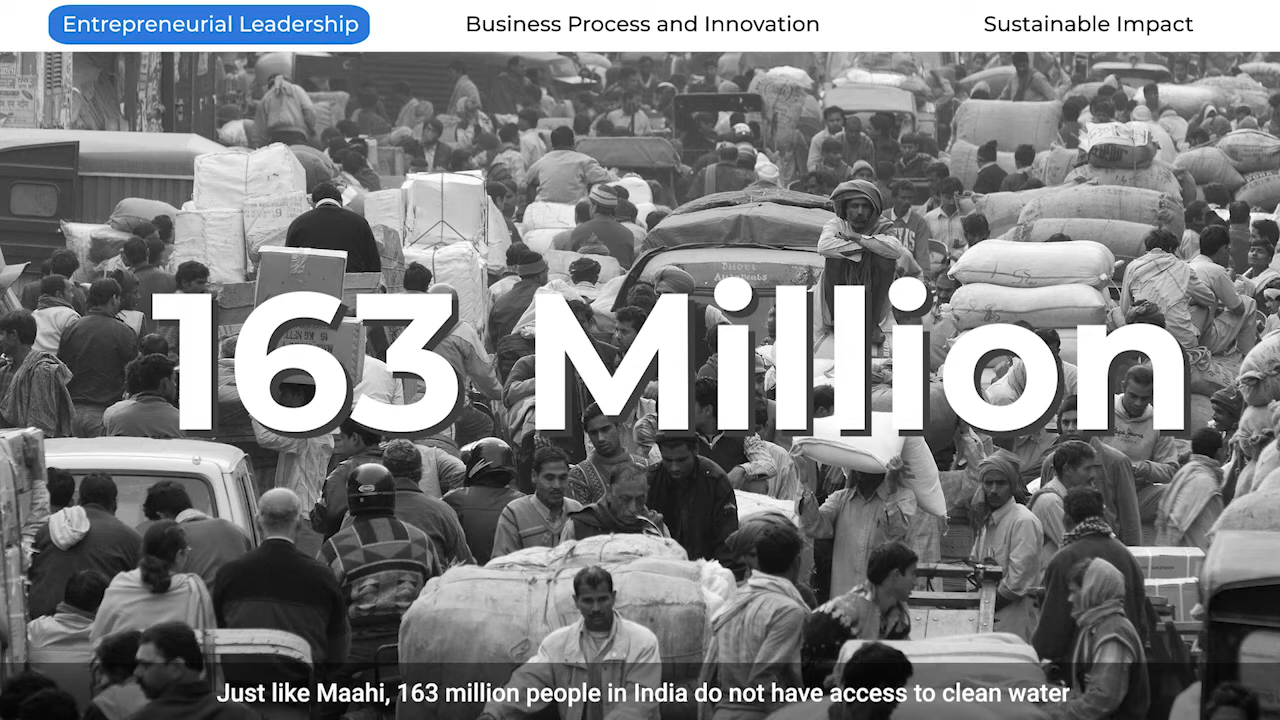 Entrepreneurial Leadership
Business Process and Innovation
Sustainable Impact
163 Million
Just like Maahi, 163 million people in India do not have access to clean water